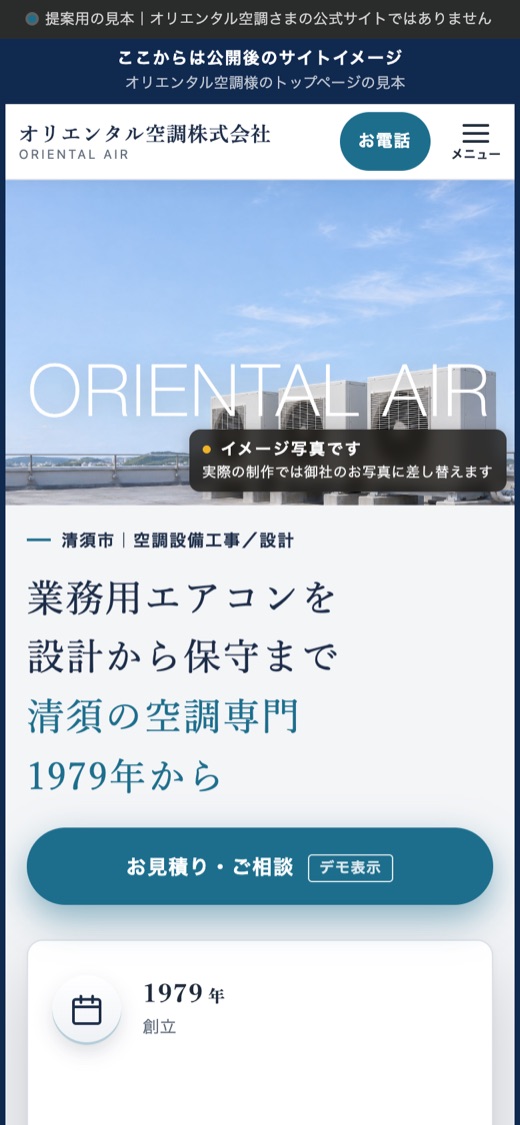 提案用の見本｜オリエンタル空調さまの公式サイトではありません
ここからは公開後のサイトイメージ
オリエンタル空調様のトップページの見本
オリエンタル空調株式会社
ORIENTAL AIR
お電話
メニュー
ORIENTAL AIR
イメージ写真です
実際の制作では御社のお写真に差し替えます
清須市｜空調設備工事／設計
業務用エアコンを
設計から保守まで
清須の空調専門
1979年から
お見積り・ご相談 デモ表示
1979年
創立